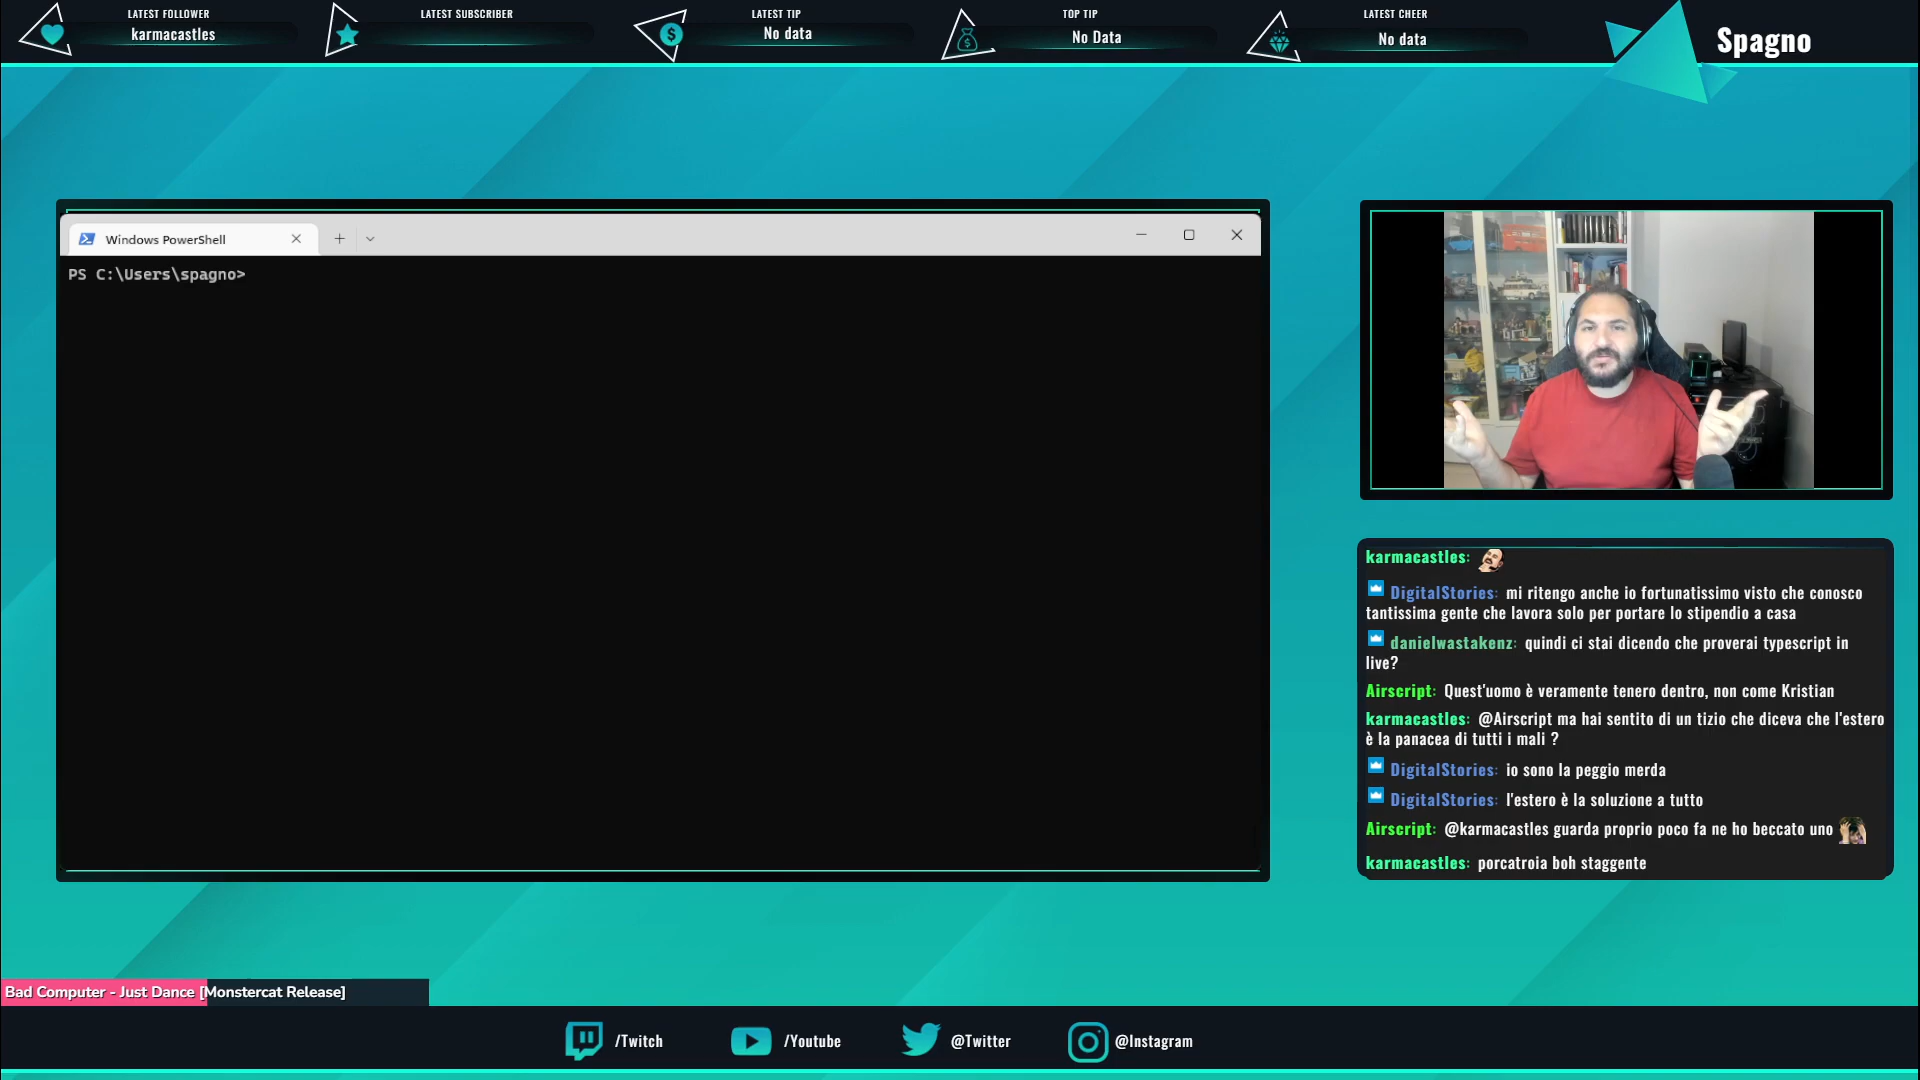 LATEST FOLLOWER
karmacastles
LATEST SUBSCRIBER
LATEST TIP
No data
TOP TIP
No Data
LATEST CHEER
No data
Spagno
Windows PowerShell
PS C:\Users\spagno>
karmacastles:
DigitalStories: mi ritengo anche io fortunatissimo visto che conosco
tantissima gente che lavora solo per portare lo stipendio a casa
danielwastakenz: quindi ci stai dicendo che proverai typescript in
live?
Airscript: Quest'uomo è veramente tenero dentro, non come Kristian
karmacastles: @Airscript ma hai sentito di un tizio che diceva che l'estero
è la panacea di tutti i mali ?
DigitalStories: io sono la peggio merda
DigitalStories: l'estero è la soluzione a tutto
Airscript: @karmacastles guarda proprio poco fa ne ho beccato uno
karmacastles: porcatroia boh staggente
Bad Computer - Just Dance [Monstercat Release]
/Twitch
/Youtube
@Twitter
@Instagram